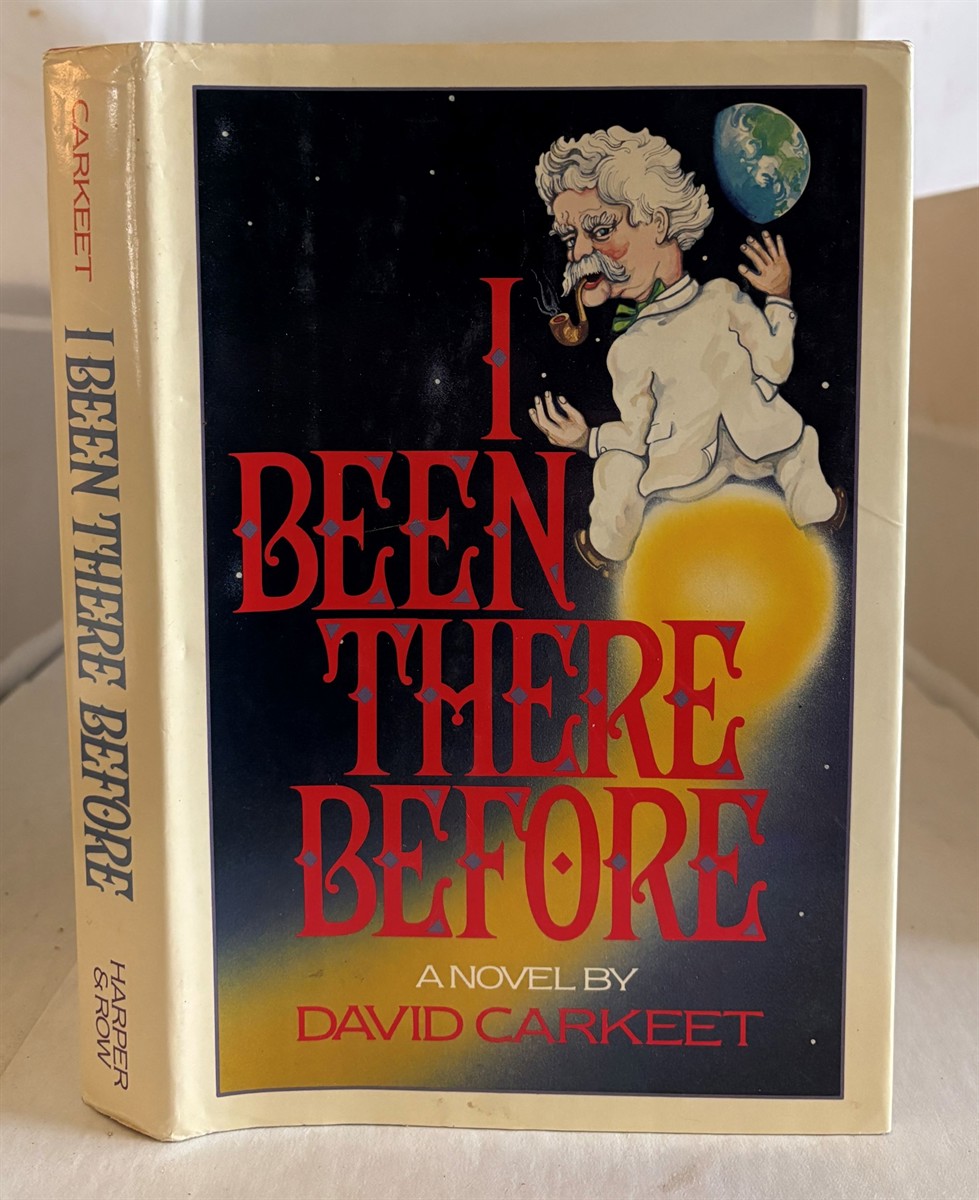 CARKEET
I BEEN THERE BEFORE
HARPER
& ROW
I
BEEN
THERE
BEFORE
A NOVEL BY
DAVID CARKEET